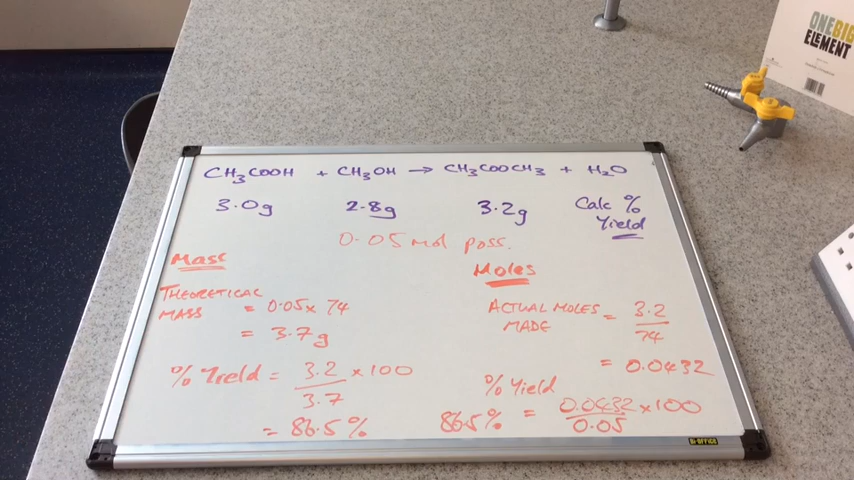 ONE BIG
ELEMENT
CH3COOH + CH3OH → CH3COOCH3 + H2O
3.0g 2.8g 3.2g Calc %
Yield
0.05 mol poss.
Mass
THEORETICAL
MASS = 0.05 x 74
= 3.7g
% Yield = 3.2 x 100
3.7
= 86.5%
Moles
ACTUAL MOLES
MADE = 3.2
74
= 0.0432
% Yield
86.5% = 0.0432 x 100
0.05
Bi-OFFICE